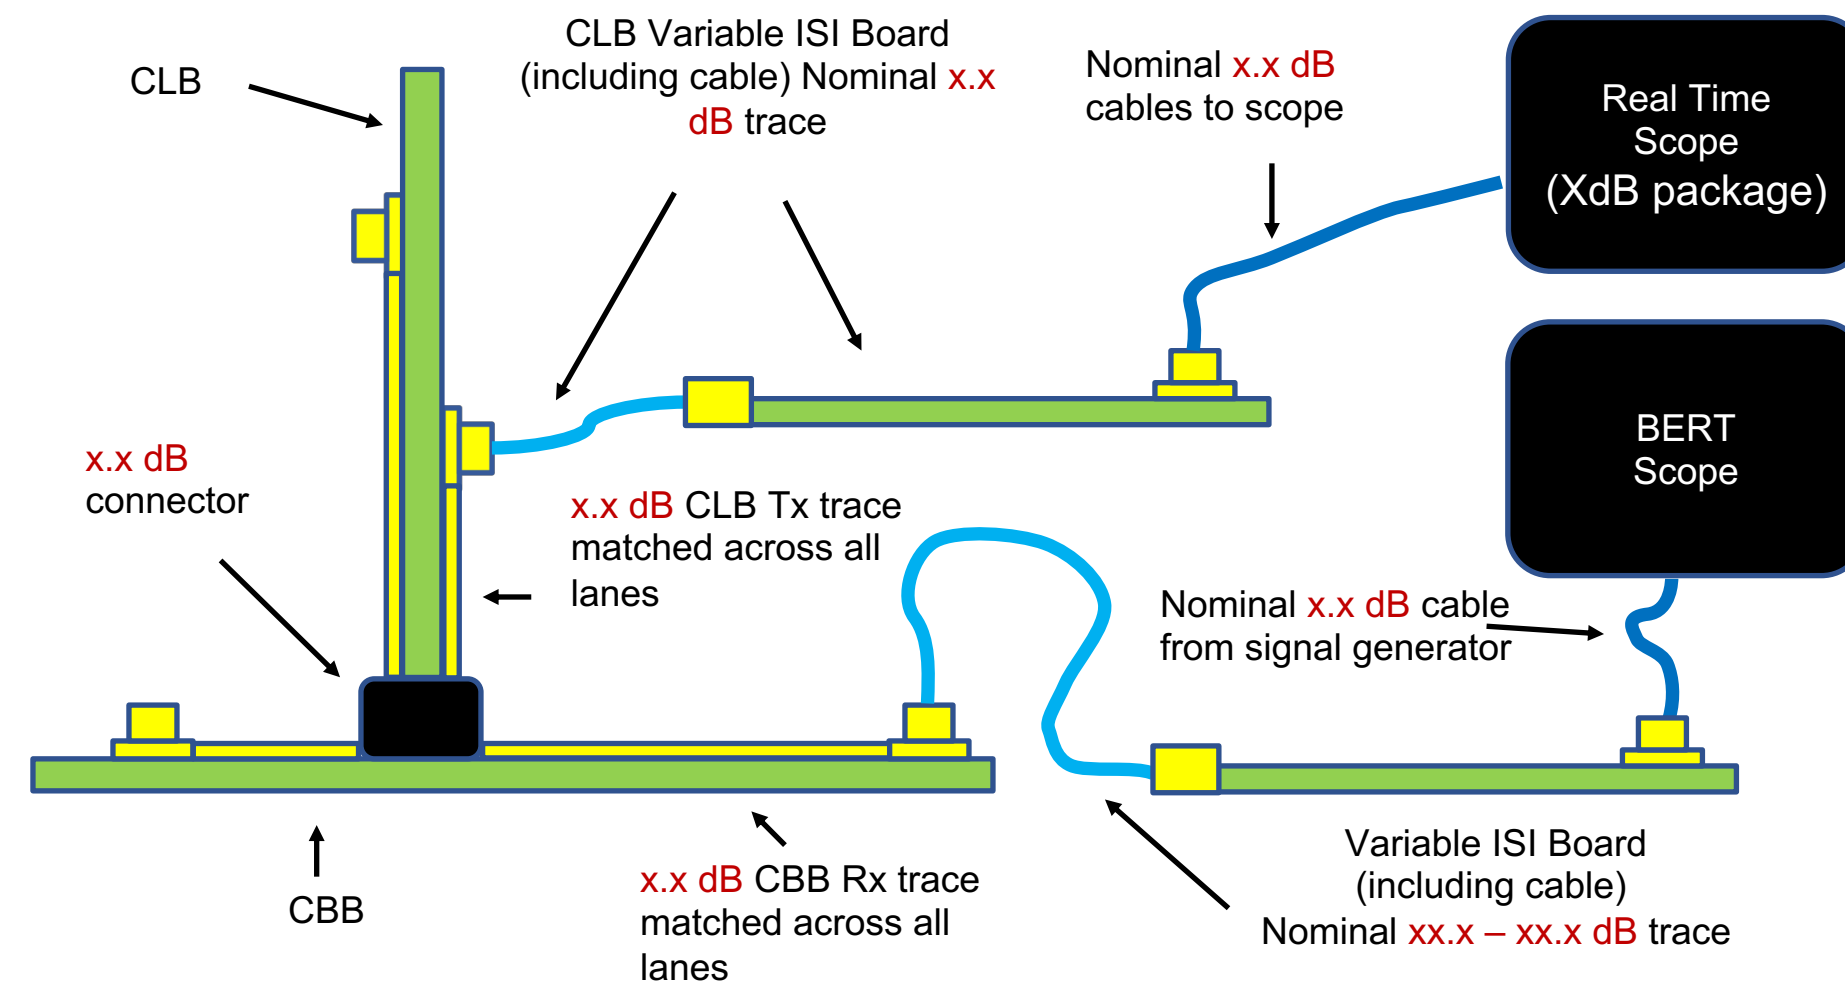 CLB
CLB Variable ISI Board
(including cable) Nominal x.x
dB trace
Nominal x.x dB
cables to scope
Real Time
Scope
(XdB package)
x.x dB
connector
x.x dB CLB Tx trace
matched across all
lanes
BERT
Scope
Nominal x.x dB cable
from signal generator
CBB
x.x dB CBB Rx trace
matched across all
lanes
Variable ISI Board
(including cable)
Nominal xx.x – xx.x dB trace